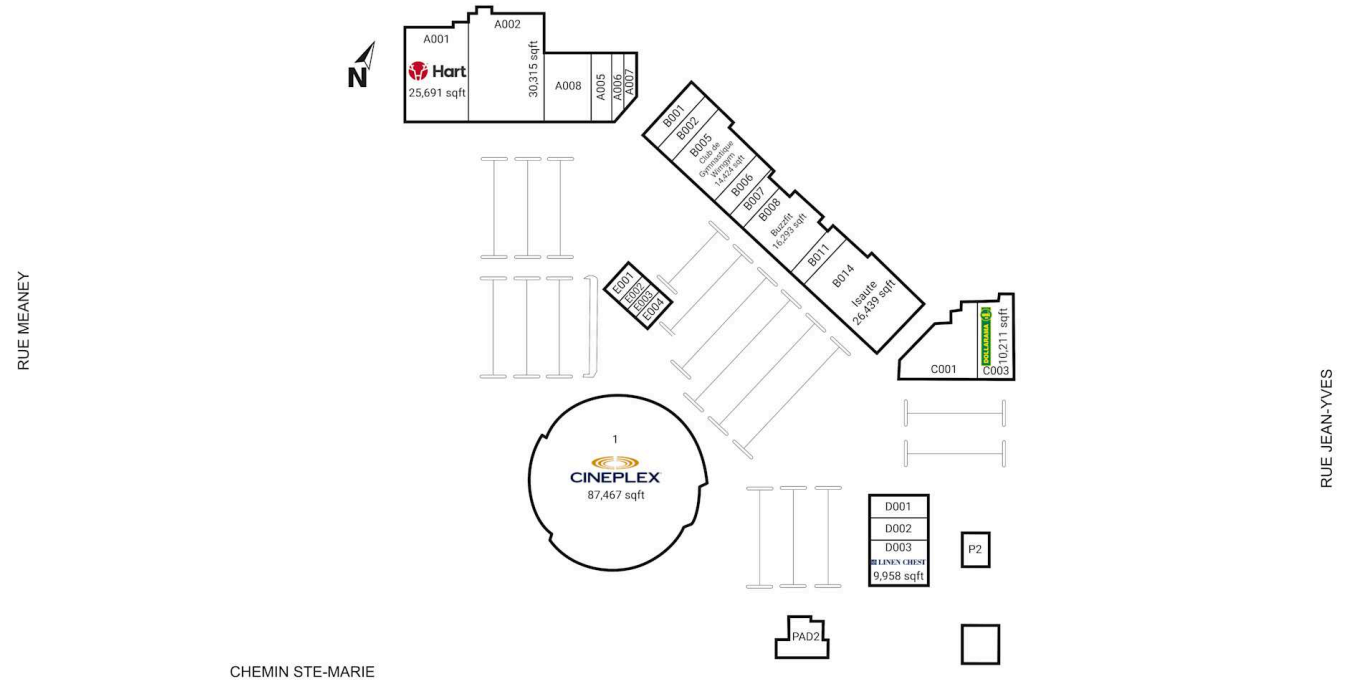 A001
Hart
25,691 sqft
A002
30,315 sqft
A008
A005
A006
A007
N
B001
B002
B005
Club de
Gymnastique
Wimgym
14,424 sqft
B006
B007
B008
Buzzfit
16,293 sqft
B011
B014
Isaute
26,439 sqft
E001
E002
E003
E004
C001
DOLLARAMA
10,211 sqft
C003
RUE MEANEY
RUE JEAN-YVES
1
CINEPLEX
87,467 sqft
D001
D002
D003
LINEN CHEST
9,958 sqft
P2
PAD2
CHEMIN STE-MARIE